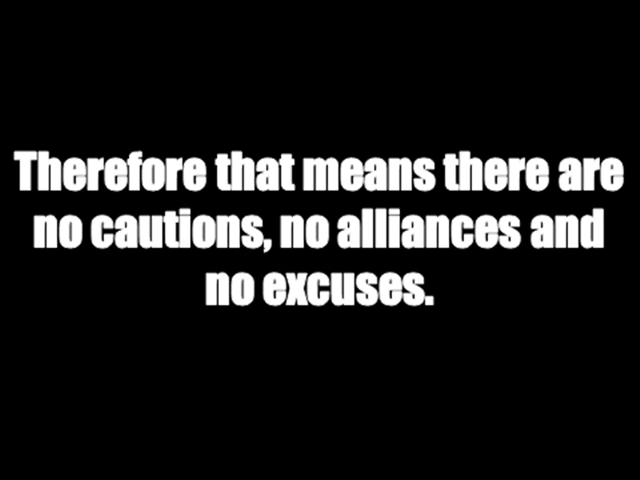 Therefore that means there are
no cautions, no alliances and
no excuses.